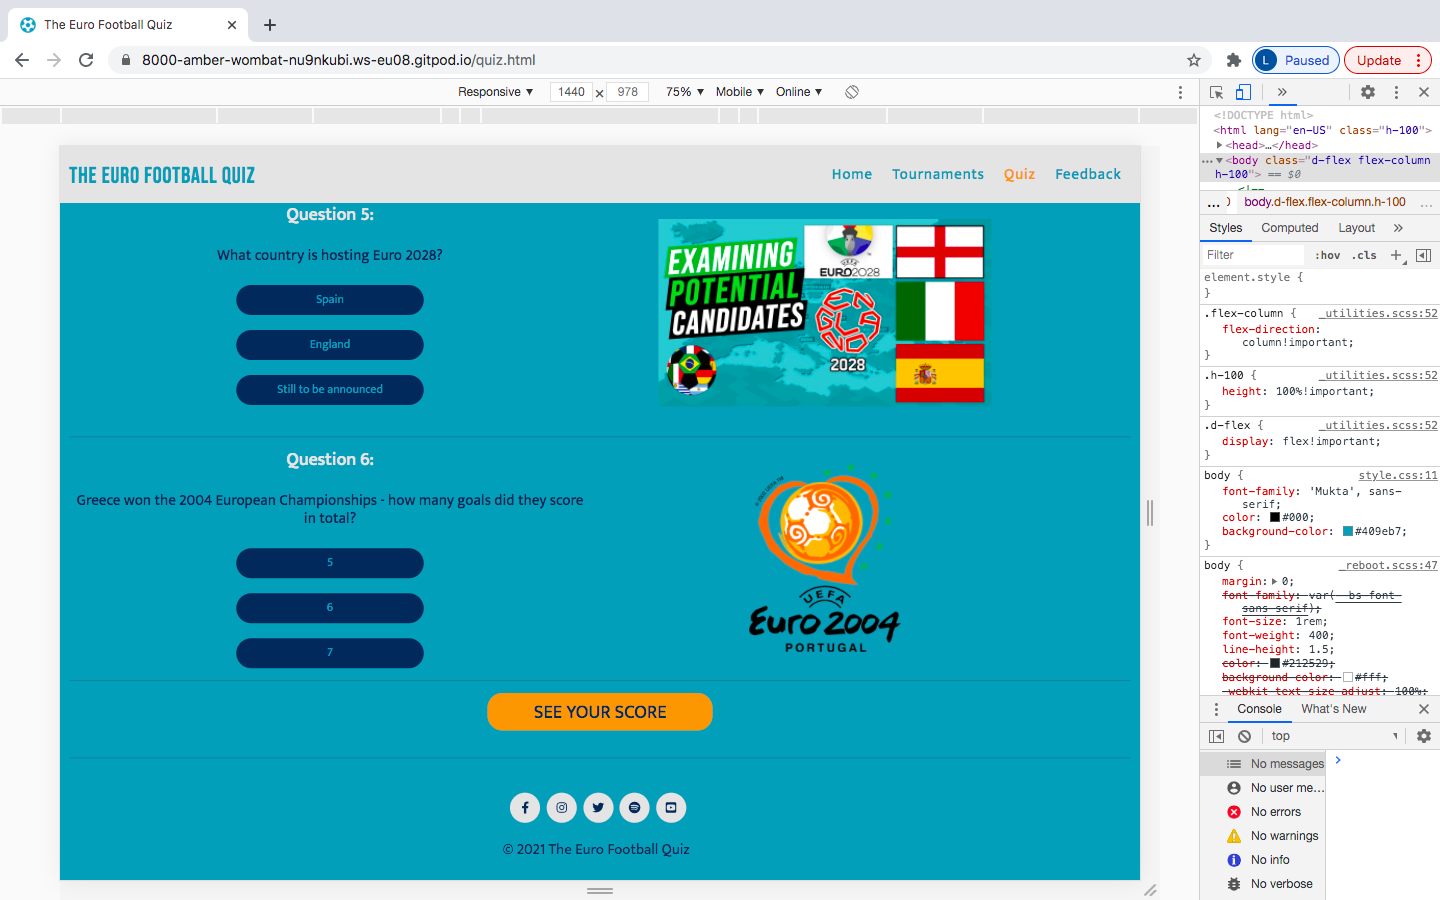 The Euro Football Quiz
8000-amber-wombat-nu9nkubi.ws-eu08.gitpod.io/quiz.html
L Paused
Update
Responsive ▼ 1440 x 978 75% ▼ Mobile ▼ Online ▼
THE EURO FOOTBALL QUIZ
Home Tournaments Quiz Feedback
Question 5:
What country is hosting Euro 2028?
Spain
England
Still to be announced
EXAMINING
POTENTIAL
CANDIDATES
UEFA
EURO2028
ENGLAND
2028
Question 6:
Greece won the 2004 European Championships - how many goals did they score
in total?
5
6
7
UEFA
Euro 2004
PORTUGAL
SEE YOUR SCORE
© 2021 The Euro Football Quiz
<!DOCTYPE html>
<html lang="en-US" class="h-100">
<head>…</head>
<body class="d-flex flex-column
h-100"> == $0
<!--
... body.d-flex.flex-column.h-100 ...
Styles Computed Layout »
Filter :hov .cls +
element.style {
}
.flex-column { _utilities.scss:52
flex-direction:
column!important;
}
.h-100 { _utilities.scss:52
height: 100%!important;
}
.d-flex { _utilities.scss:52
display: flex!important;
}
body { style.css:11
font-family: 'Mukta', sans-
serif;
color: #000;
background-color: #409eb7;
}
body { _reboot.scss:47
margin: 0;
font-family: var(--bs-font-
sans-serif);
font-size: 1rem;
font-weight: 400;
line-height: 1.5;
color: #212529;
background-color: #fff;
-webkit-text-size-adjust: 100%;
Console What's New
top
No messages
No user me...
No errors
No warnings
No info
No verbose